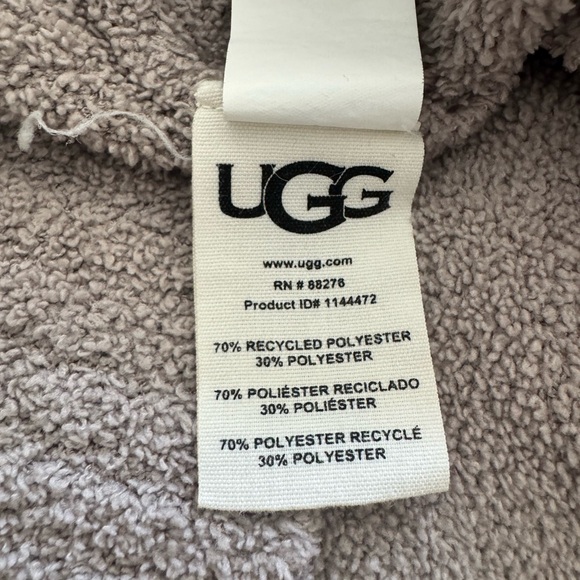 UGG
www.ugg.com
RN # 88276
Product ID# 1144472
70% RECYCLED POLYESTER
30% POLYESTER
70% POLIÉSTER RECICLADO
30% POLIÉSTER
70% POLYESTER RECYCLÉ
30% POLYESTER